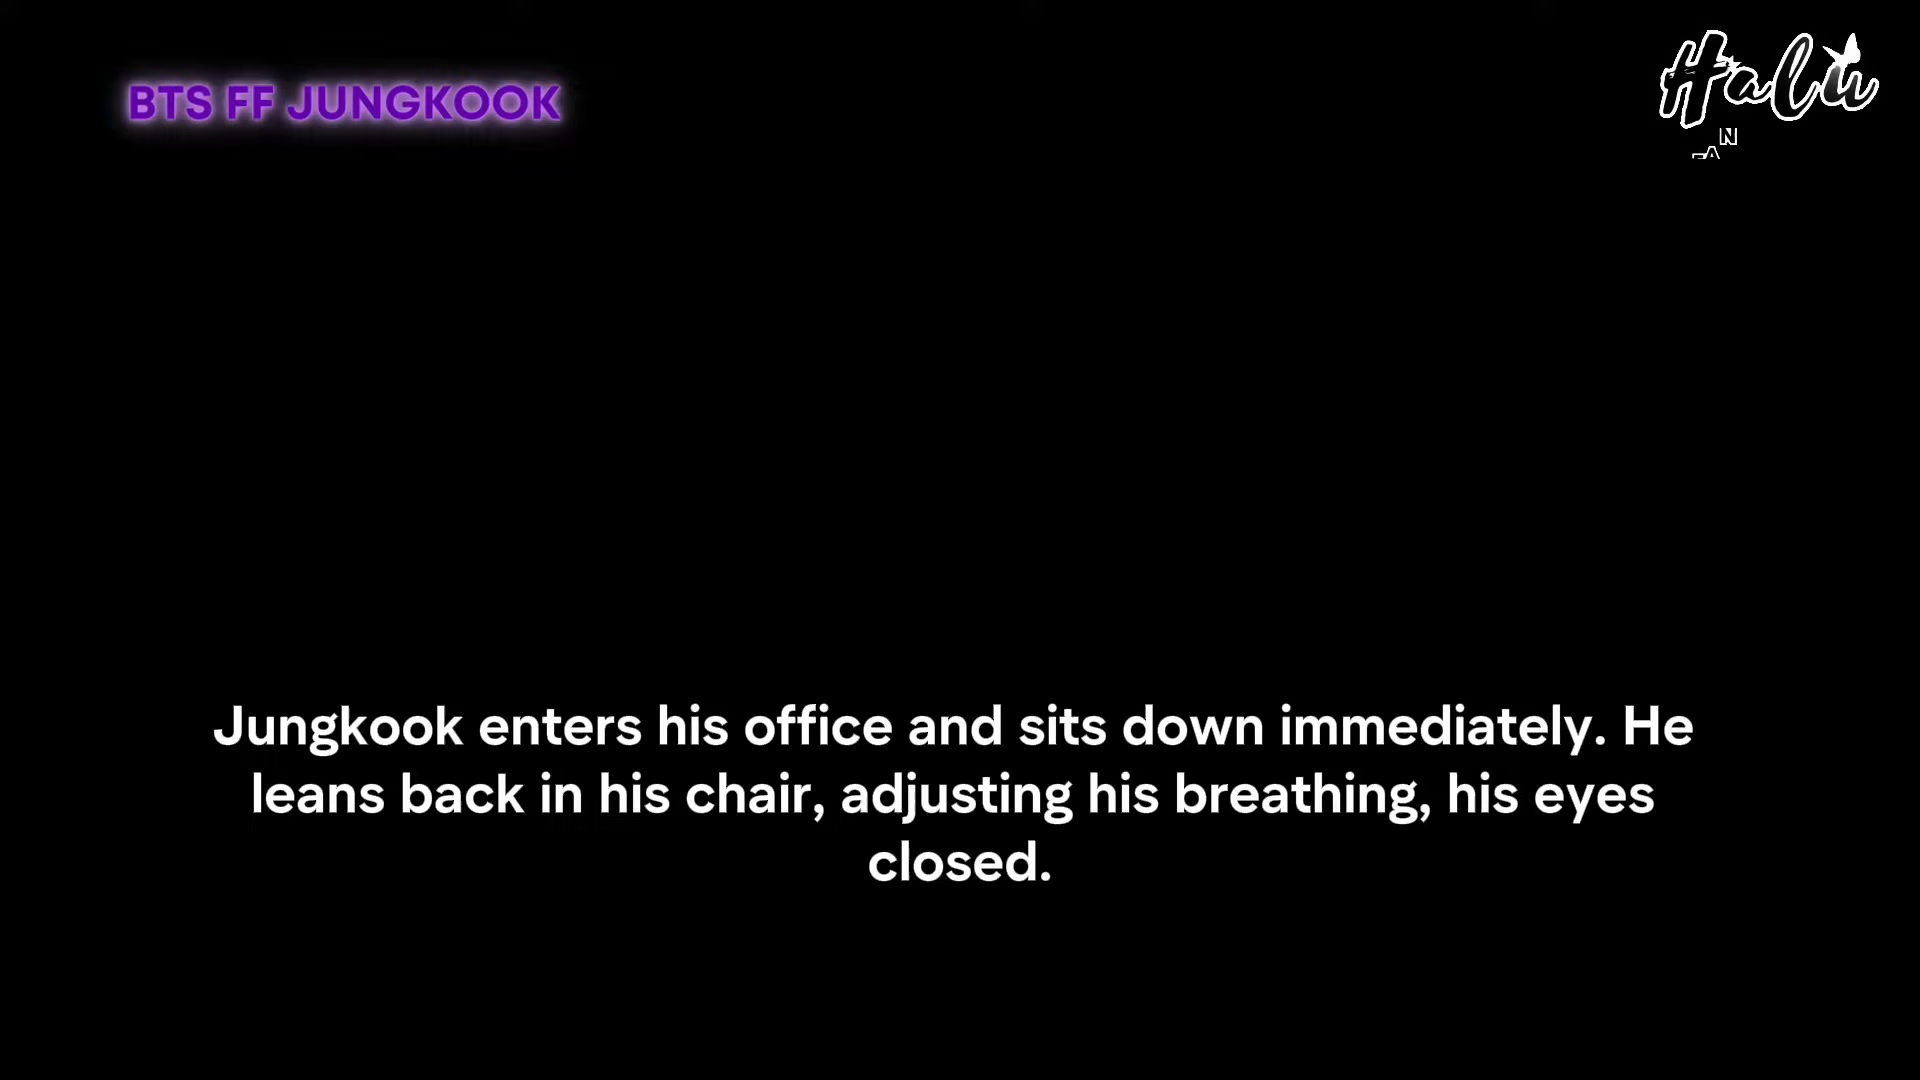 BTS FF JUNGKOOK
Halu
Jungkook enters his office and sits down immediately. He
leans back in his chair, adjusting his breathing, his eyes
closed.